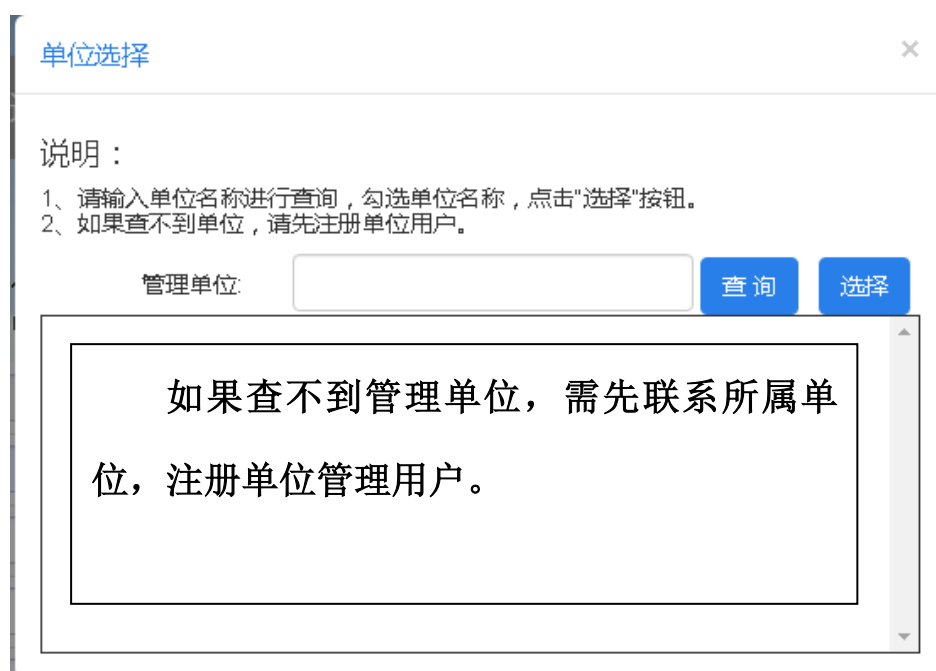 单位选择
×
说明：
1、请输入单位名称进行查询，勾选单位名称，点击"选择"按钮。
2、如果查不到单位，请先注册单位用户。
管理单位: 查询 选择
如果查不到管理单位，需先联系所属单
位，注册单位管理用户。